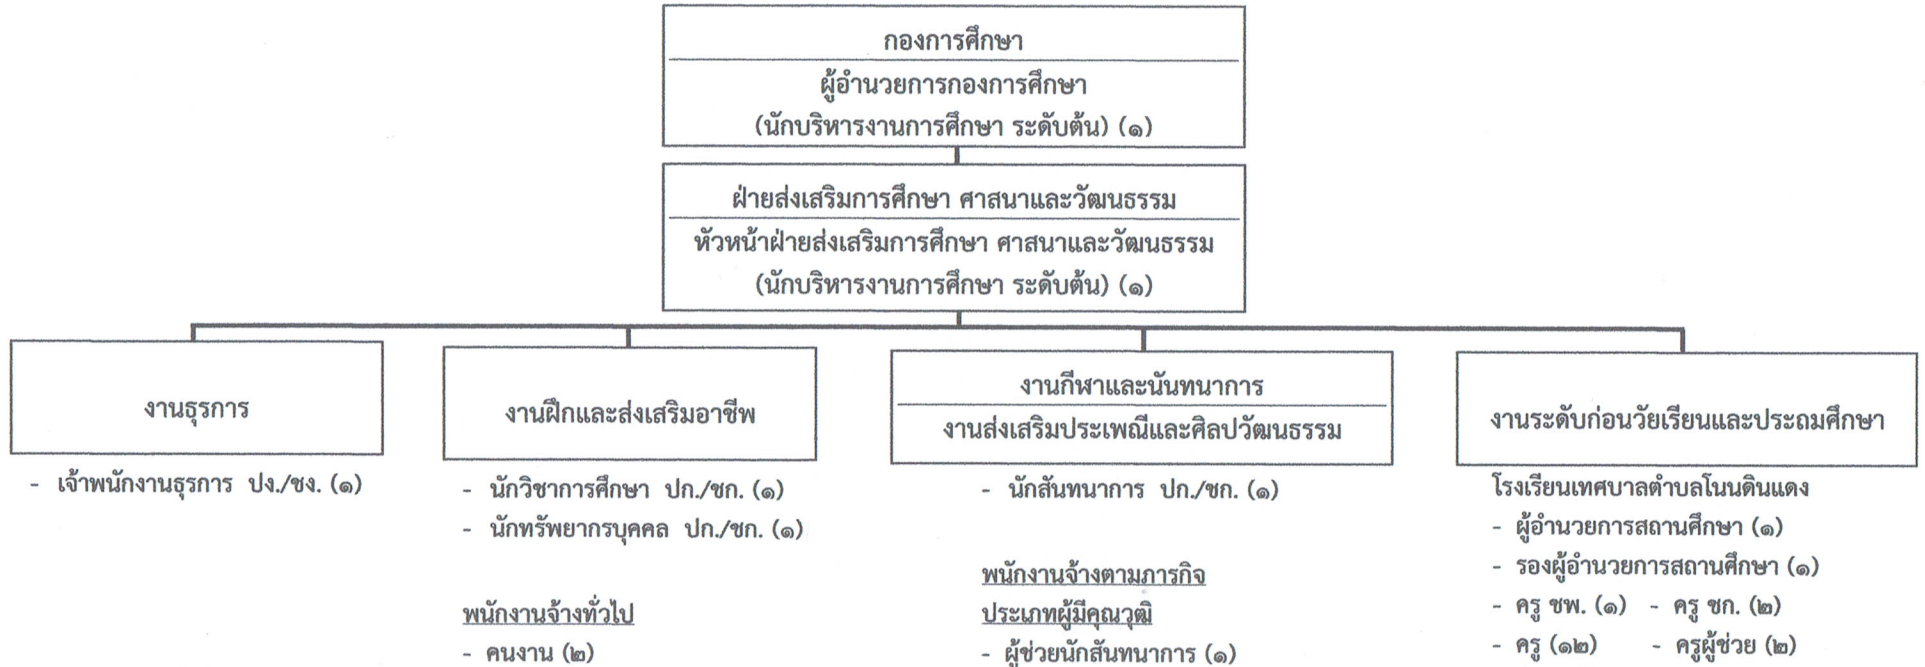 กองการศึกษา
ผู้อำนวยการกองการศึกษา
(นักบริหารงานการศึกษา ระดับต้น) (๑)
ฝ่ายส่งเสริมการศึกษา ศาสนาและวัฒนธรรม
หัวหน้าฝ่ายส่งเสริมการศึกษา ศาสนาและวัฒนธรรม
(นักบริหารงานการศึกษา ระดับต้น) (๑)
งานธุรการ
- เจ้าพนักงานธุรการ ปง./ชง. (๑)
งานฝึกและส่งเสริมอาชีพ
- นักวิชาการศึกษา ปก./ชก. (๑)
- นักทรัพยากรบุคคล ปก./ชก. (๑)
พนักงานจ้างทั่วไป
- คนงาน (๒)
งานกีฬาและนันทนาการ
งานส่งเสริมประเพณีและศิลปวัฒนธรรม
- นักสันทนาการ ปก./ชก. (๑)
พนักงานจ้างตามภารกิจ
ประเภทผู้มีคุณวุฒิ
- ผู้ช่วยนักสันทนาการ (๑)
งานระดับก่อนวัยเรียนและประถมศึกษา
โรงเรียนเทศบาลตำบลโนนดินแดง
- ผู้อำนวยการสถานศึกษา (๑)
- รองผู้อำนวยการสถานศึกษา (๑)
- ครู ชพ. (๑) - ครู ชก. (๒)
- ครู (๑๒) - ครูผู้ช่วย (๒)